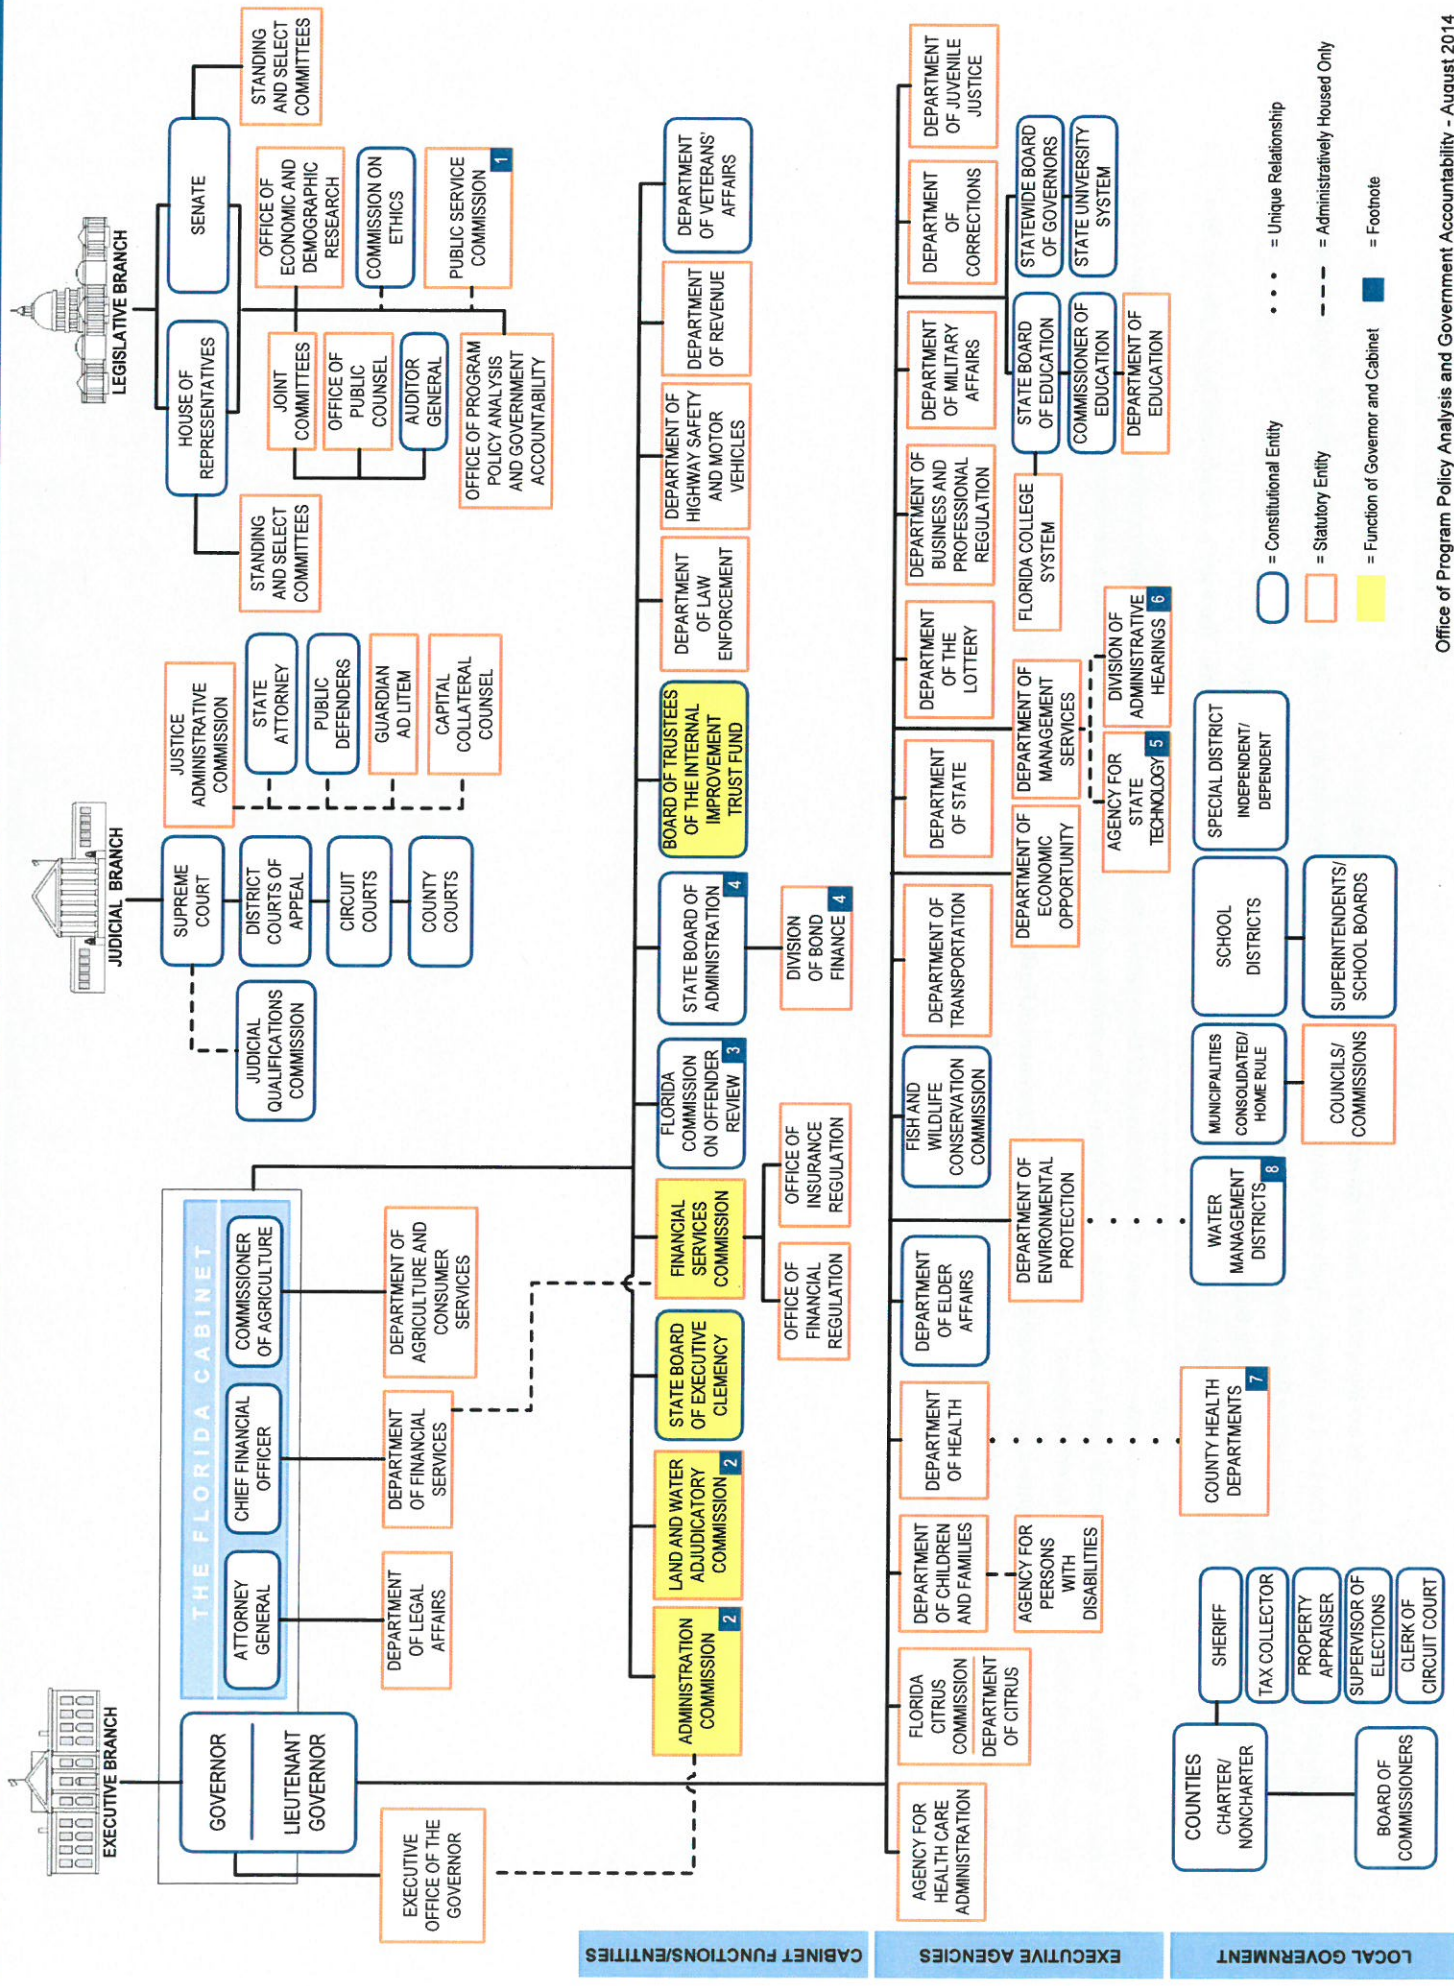 EXECUTIVE BRANCH
JUDICIAL BRANCH
LEGISLATIVE BRANCH
GOVERNOR
LIEUTENANT
GOVERNOR
THE FLORIDA CABINET
ATTORNEY
GENERAL
CHIEF FINANCIAL
OFFICER
COMMISSIONER
OF AGRICULTURE
EXECUTIVE
OFFICE OF THE
GOVERNOR
DEPARTMENT
OF LEGAL
AFFAIRS
DEPARTMENT
OF FINANCIAL
SERVICES
DEPARTMENT OF
AGRICULTURE AND
CONSUMER
SERVICES
JUDICIAL
QUALIFICATIONS
COMMISSION
SUPREME
COURT
DISTRICT
COURTS OF
APPEAL
CIRCUIT
COURTS
COUNTY
COURTS
JUSTICE
ADMINISTRATIVE
COMMISSION
STATE
ATTORNEY
PUBLIC
DEFENDERS
GUARDIAN
AD LITEM
CAPITAL
COLLATERAL
COUNSEL
HOUSE OF
REPRESENTATIVES
SENATE
STANDING
AND SELECT
COMMITTEES
STANDING
AND SELECT
COMMITTEES
JOINT
COMMITTEES
OFFICE OF
PUBLIC
COUNSEL
AUDITOR
GENERAL
OFFICE OF PROGRAM
POLICY ANALYSIS
AND GOVERNMENT
ACCOUNTABILITY
OFFICE OF
ECONOMIC AND
DEMOGRAPHIC
RESEARCH
COMMISSION ON
ETHICS
PUBLIC SERVICE
COMMISSION
1
CABINET FUNCTIONS/ENTITIES
ADMINISTRATION
COMMISSION
2
LAND AND WATER
ADJUDICATORY
COMMISSION
2
STATE BOARD
OF EXECUTIVE
CLEMENCY
FINANCIAL
SERVICES
COMMISSION
OFFICE OF
FINANCIAL
REGULATION
OFFICE OF
INSURANCE
REGULATION
FLORIDA
COMMISSION
ON OFFENDER
REVIEW
3
STATE BOARD OF
ADMINISTRATION
4
DIVISION
OF BOND
FINANCE
4
BOARD OF TRUSTEES
OF THE INTERNAL
IMPROVEMENT
TRUST FUND
DEPARTMENT
OF LAW
ENFORCEMENT
DEPARTMENT OF
HIGHWAY SAFETY
AND MOTOR
VEHICLES
DEPARTMENT
OF REVENUE
DEPARTMENT
OF VETERANS'
AFFAIRS
EXECUTIVE AGENCIES
AGENCY FOR
HEALTH CARE
ADMINISTRATION
FLORIDA
CITRUS
COMMISSION
DEPARTMENT
OF CITRUS
DEPARTMENT
OF CHILDREN
AND FAMILIES
AGENCY FOR
PERSONS
WITH
DISABILITIES
DEPARTMENT
OF HEALTH
DEPARTMENT
OF ELDER
AFFAIRS
DEPARTMENT OF
ENVIRONMENTAL
PROTECTION
FISH AND
WILDLIFE
CONSERVATION
COMMISSION
DEPARTMENT OF
TRANSPORTATION
DEPARTMENT OF
ECONOMIC
OPPORTUNITY
DEPARTMENT
OF STATE
DEPARTMENT OF
MANAGEMENT
SERVICES
AGENCY FOR
STATE
TECHNOLOGY
5
DIVISION OF
ADMINISTRATIVE
HEARINGS
6
DEPARTMENT
OF THE
LOTTERY
DEPARTMENT OF
BUSINESS AND
PROFESSIONAL
REGULATION
FLORIDA COLLEGE
SYSTEM
DEPARTMENT
OF MILITARY
AFFAIRS
STATE BOARD
OF EDUCATION
COMMISSIONER OF
EDUCATION
DEPARTMENT OF
EDUCATION
DEPARTMENT
OF
CORRECTIONS
STATEWIDE BOARD
OF GOVERNORS
STATE UNIVERSITY
SYSTEM
DEPARTMENT
OF JUVENILE
JUSTICE
LOCAL GOVERNMENT
COUNTIES
CHARTER/
NONCHARTER
BOARD OF
COMMISSIONERS
SHERIFF
TAX COLLECTOR
PROPERTY
APPRAISER
SUPERVISOR OF
ELECTIONS
CLERK OF
CIRCUIT COURT
COUNTY HEALTH
DEPARTMENTS
7
WATER
MANAGEMENT
DISTRICTS
8
MUNICIPALITIES
CONSOLIDATED/
HOME RULE
COUNCILS/
COMMISSIONS
SCHOOL
DISTRICTS
SUPERINTENDENTS/
SCHOOL BOARDS
SPECIAL DISTRICT
INDEPENDENT/
DEPENDENT
= Constitutional Entity
= Statutory Entity
= Function of Governor and Cabinet
= Unique Relationship
= Administratively Housed Only
= Footnote
Office of Program Policy Analysis and Government Accountability - August 2014